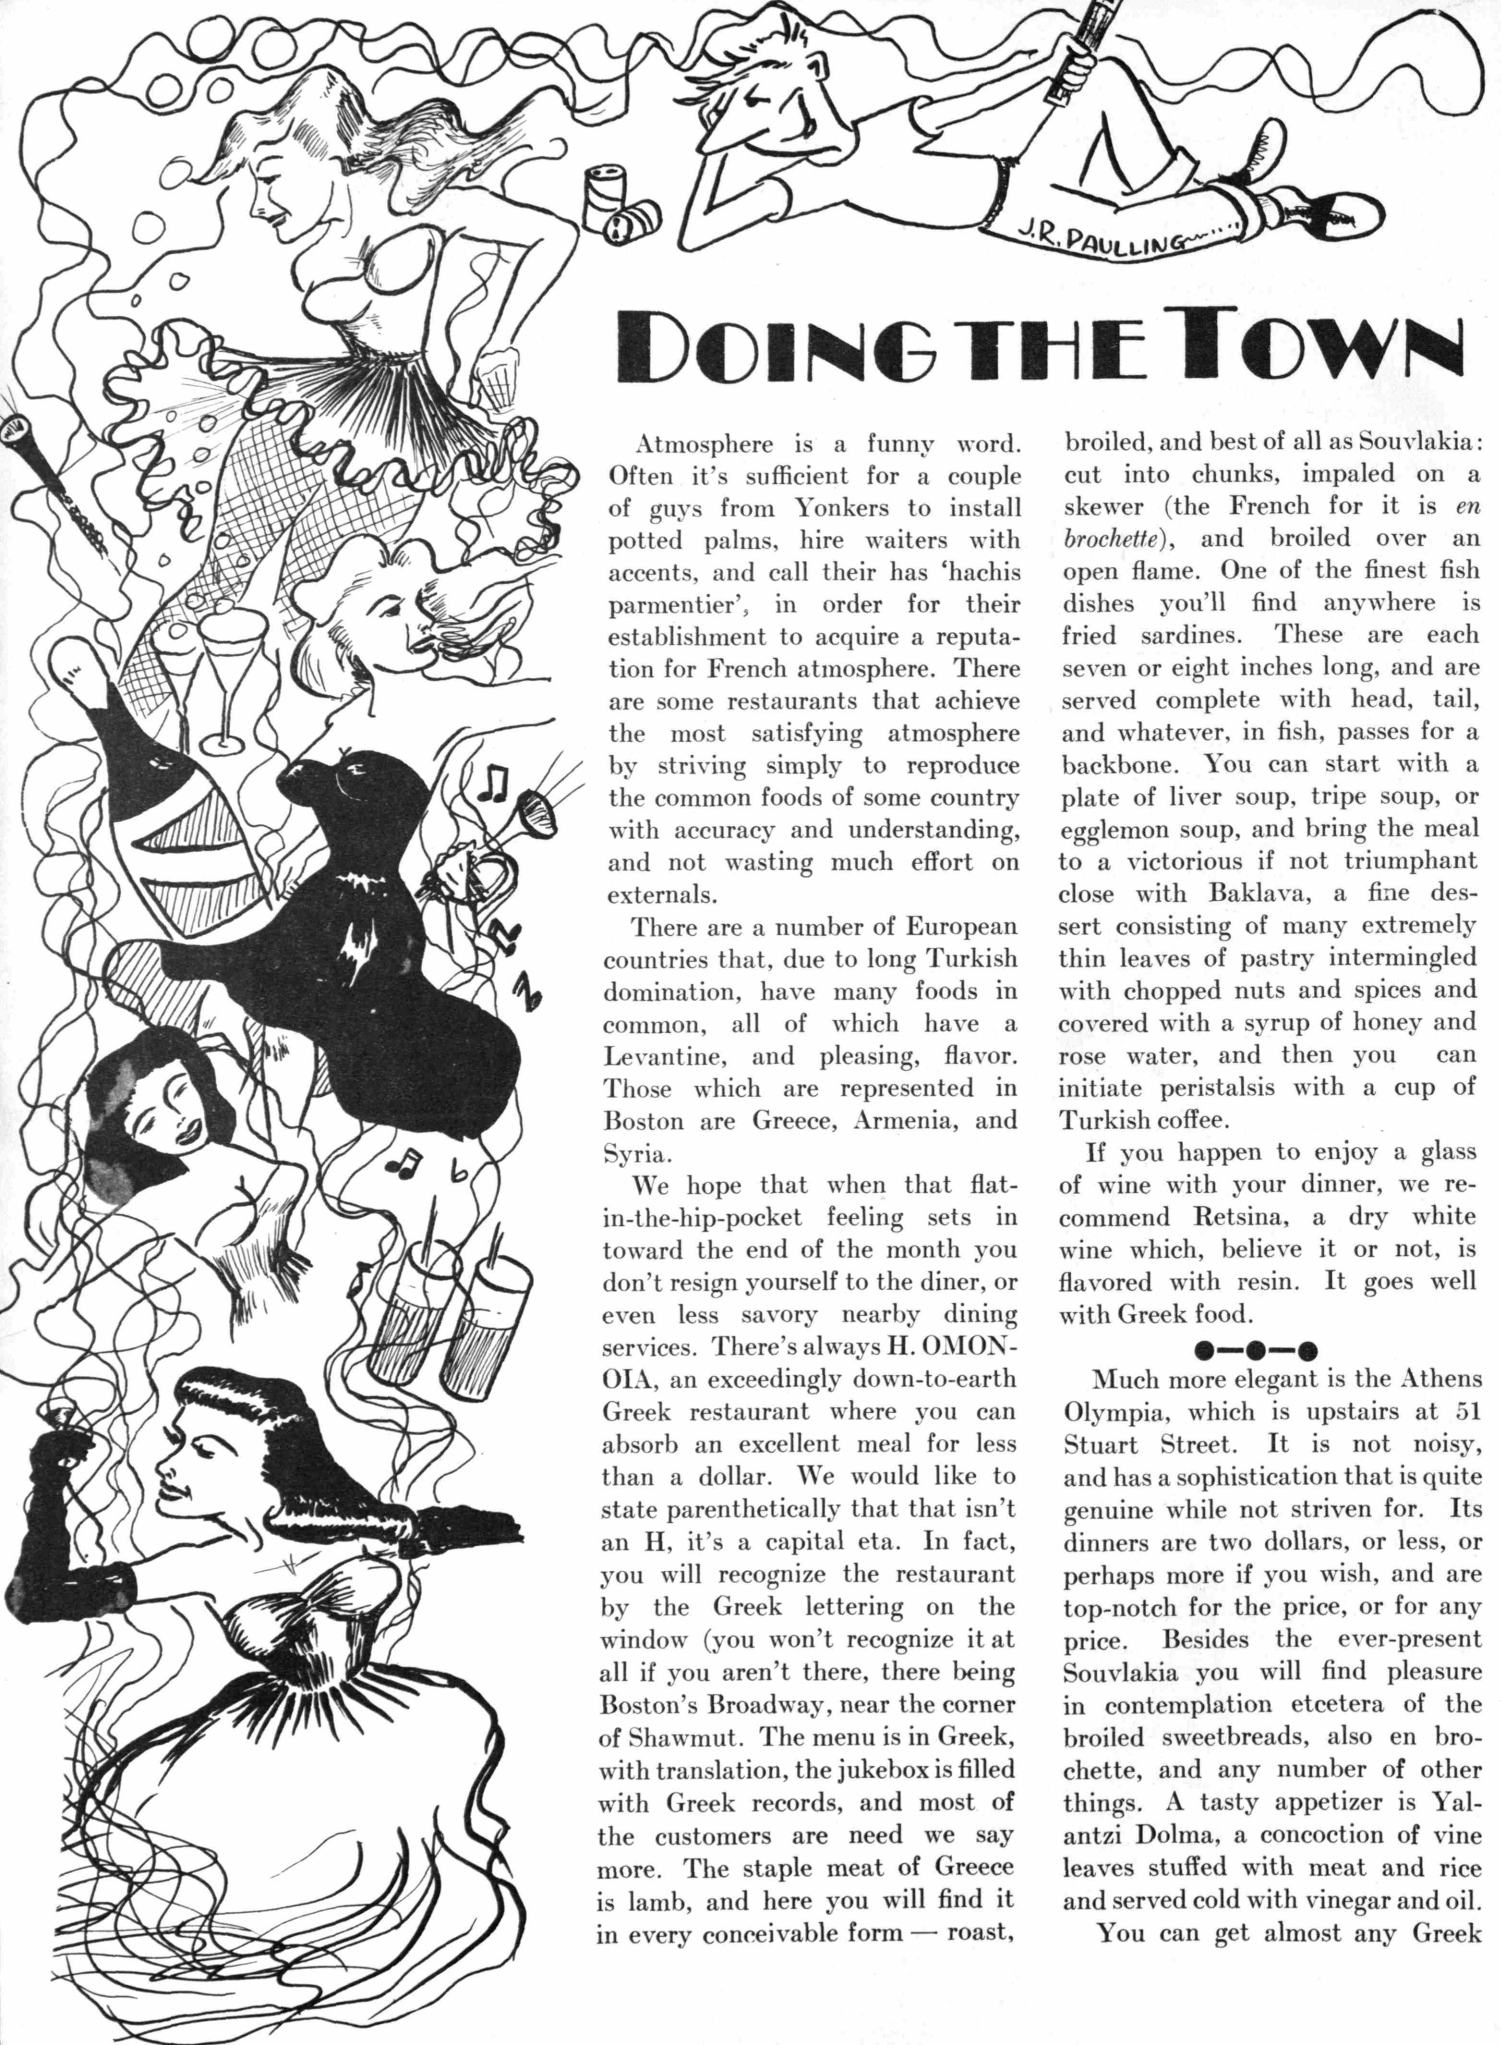 J.R. PAULLING
DOING THE TOWN
Atmosphere is a funny word.
Often it's sufficient for a couple
of guys from Yonkers to install
potted palms, hire waiters with
accents, and call their has 'hachis
parmentier', in order for their
establishment to acquire a reputa-
tion for French atmosphere. There
are some restaurants that achieve
the most satisfying atmosphere
by striving simply to reproduce
the common foods of some country
with accuracy and understanding,
and not wasting much effort on
externals.
There are a number of European
countries that, due to long Turkish
domination, have many foods in
common, all of which have a
Levantine, and pleasing, flavor.
Those which are represented in
Boston are Greece, Armenia, and
Syria.
We hope that when that flat-
in-the-hip-pocket feeling sets in
toward the end of the month you
don't resign yourself to the diner, or
even less savory nearby dining
services. There's always H. OMON-
OIA, an exceedingly down-to-earth
Greek restaurant where you can
absorb an excellent meal for less
than a dollar. We would like to
state parenthetically that that isn't
an H, it's a capital eta. In fact,
you will recognize the restaurant
by the Greek lettering on the
window (you won't recognize it at
all if you aren't there, there being
Boston's Broadway, near the corner
of Shawmut. The menu is in Greek,
with translation, the jukebox is filled
with Greek records, and most of
the customers are need we say
more. The staple meat of Greece
is lamb, and here you will find it
in every conceivable form — roast,
broiled, and best of all as Souvlakia:
cut into chunks, impaled on a
skewer (the French for it is en
brochette), and broiled over an
open flame. One of the finest fish
dishes you'll find anywhere is
fried sardines. These are each
seven or eight inches long, and are
served complete with head, tail,
and whatever, in fish, passes for a
backbone. You can start with a
plate of liver soup, tripe soup, or
egglemon soup, and bring the meal
to a victorious if not triumphant
close with Baklava, a fine des-
sert consisting of many extremely
thin leaves of pastry intermingled
with chopped nuts and spices and
covered with a syrup of honey and
rose water, and then you can
initiate peristalsis with a cup of
Turkish coffee.
If you happen to enjoy a glass
of wine with your dinner, we re-
commend Retsina, a dry white
wine which, believe it or not, is
flavored with resin. It goes well
with Greek food.
Much more elegant is the Athens
Olympia, which is upstairs at 51
Stuart Street. It is not noisy,
and has a sophistication that is quite
genuine while not striven for. Its
dinners are two dollars, or less, or
perhaps more if you wish, and are
top-notch for the price, or for any
price. Besides the ever-present
Souvlakia you will find pleasure
in contemplation etcetera of the
broiled sweetbreads, also en bro-
chette, and any number of other
things. A tasty appetizer is Yal-
antzi Dolma, a concoction of vine
leaves stuffed with meat and rice
and served cold with vinegar and oil.
You can get almost any Greek